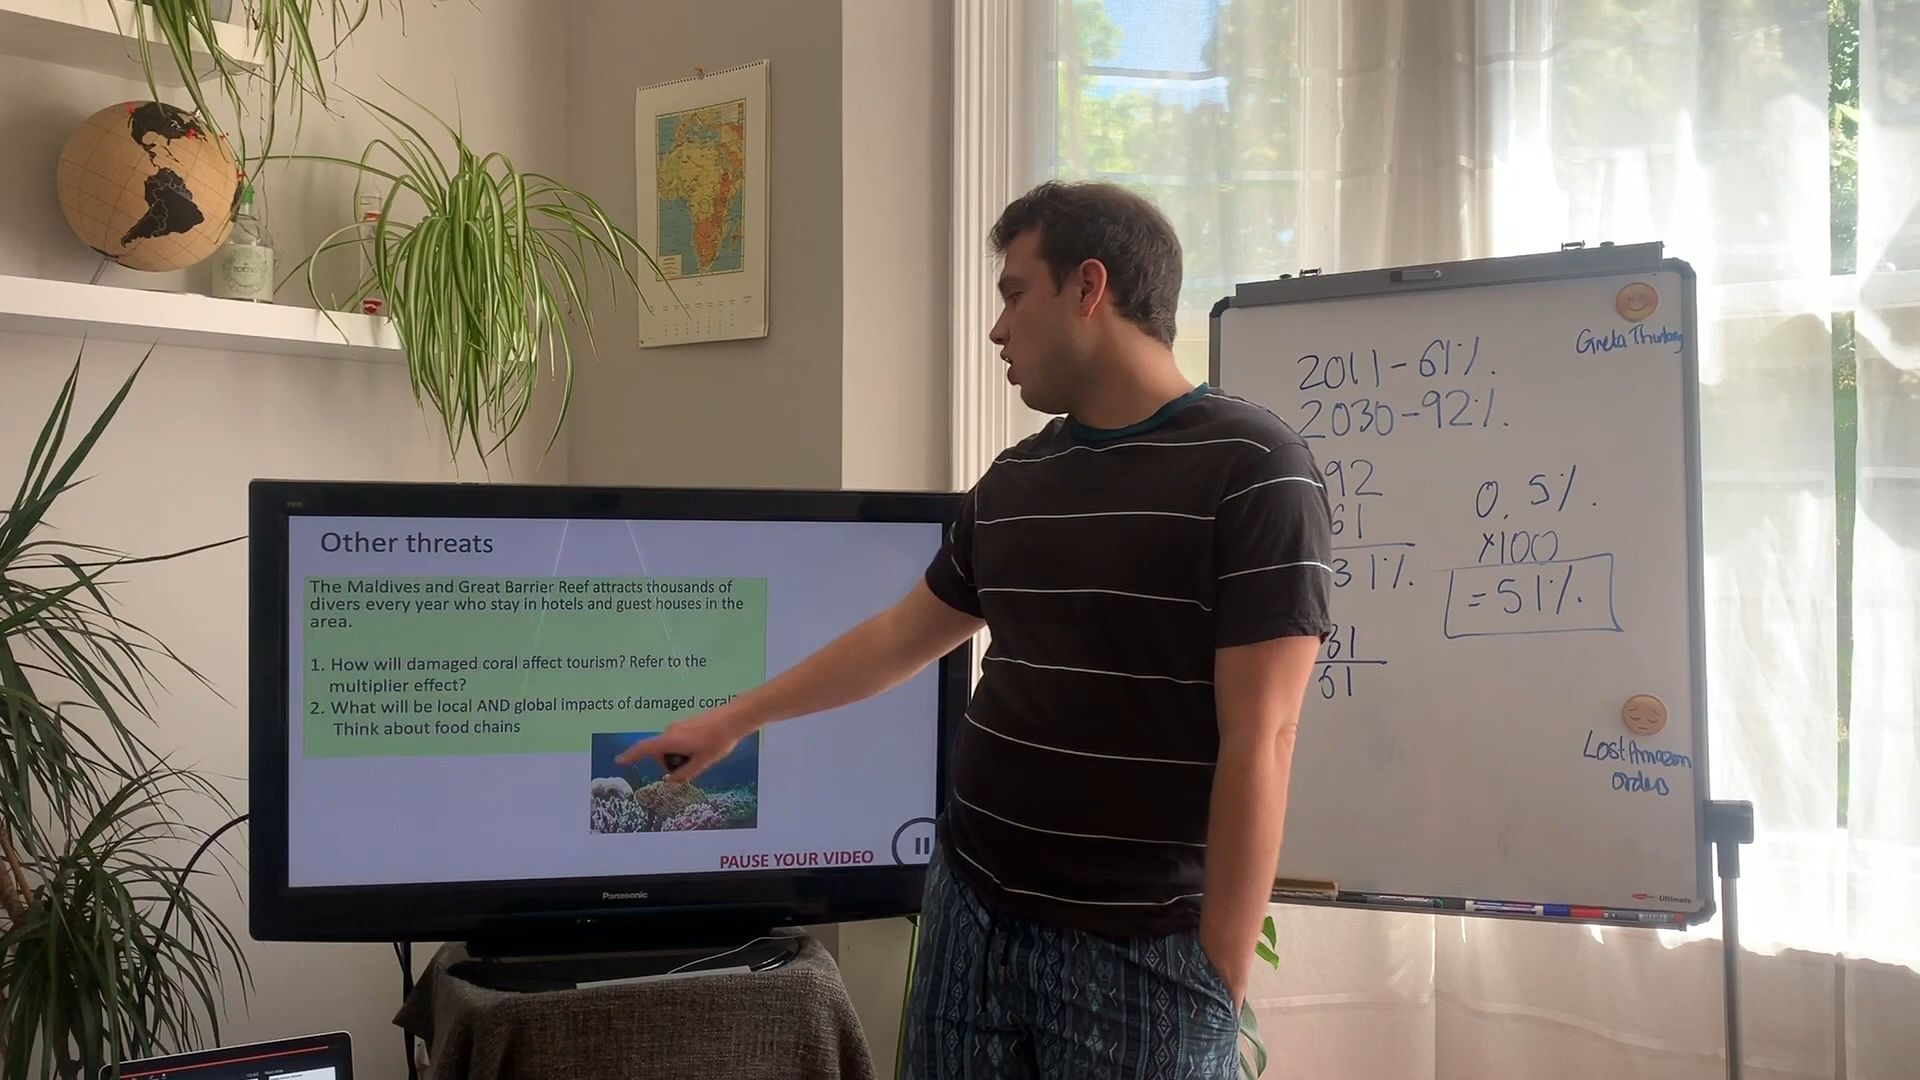 Other threats
The Maldives and Great Barrier Reef attracts thousands of
divers every year who stay in hotels and guest houses in the
area.
1. How will damaged coral affect tourism? Refer to the
multiplier effect?
2. What will be local AND global impacts of damaged coral?
Think about food chains
PAUSE YOUR VIDEO
Panasonic
2011-61%.
2030-92%.
92
61
31%.
31
61
0.5%.
x100
=51%.
Greta Thunberg
Lost Amazon
orders
Ultimate